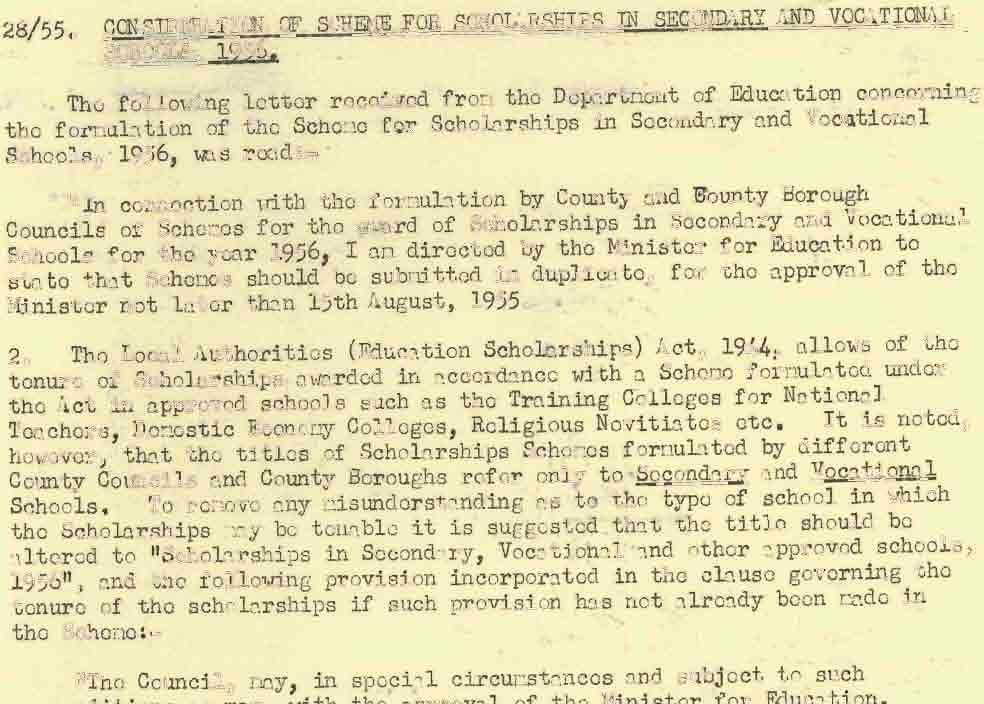 28/55. CONSIDERATION OF SCHEME FOR SCHOLARSHIPS IN SECONDARY AND VOCATIONAL
SCHOOLS, 1956.
The following letter received from the Department of Education concerning
the formulation of the Scheme for Scholarships in Secondary and Vocational
Schools, 1956, was read:-
"In connection with the formulation by County and County Borough
Councils of Schemes for the award of Scholarships in Secondary and Vocational
Schools for the year 1956, I am directed by the Minister for Education to
state that Schemes should be submitted in duplicate, for the approval of the
Minister not later than 15th August, 1955
2. The Local Authorities (Education Scholarships) Act, 1944, allows of the
tenure of Scholarships awarded in accordance with a Scheme formulated under
the Act in approved schools such as the Training Colleges for National
Teachers, Domestic Economy Colleges, Religious Novitiates etc. It is noted,
however, that the titles of Scholarships Schemes formulated by different
County Councils and County Boroughs refer only to Secondary and Vocational
Schools. To remove any misunderstanding as to the type of school in which
the Scholarships may be tenable it is suggested that the title should be
altered to "Scholarships in Secondary, Vocational and other approved schools,
1956", and the following provision incorporated in the clause governing the
tenure of the scholarships if such provision has not already been made in
the Scheme:-
"The Council, may, in special circumstances and subject to such
with the approval of the Minister for Education.